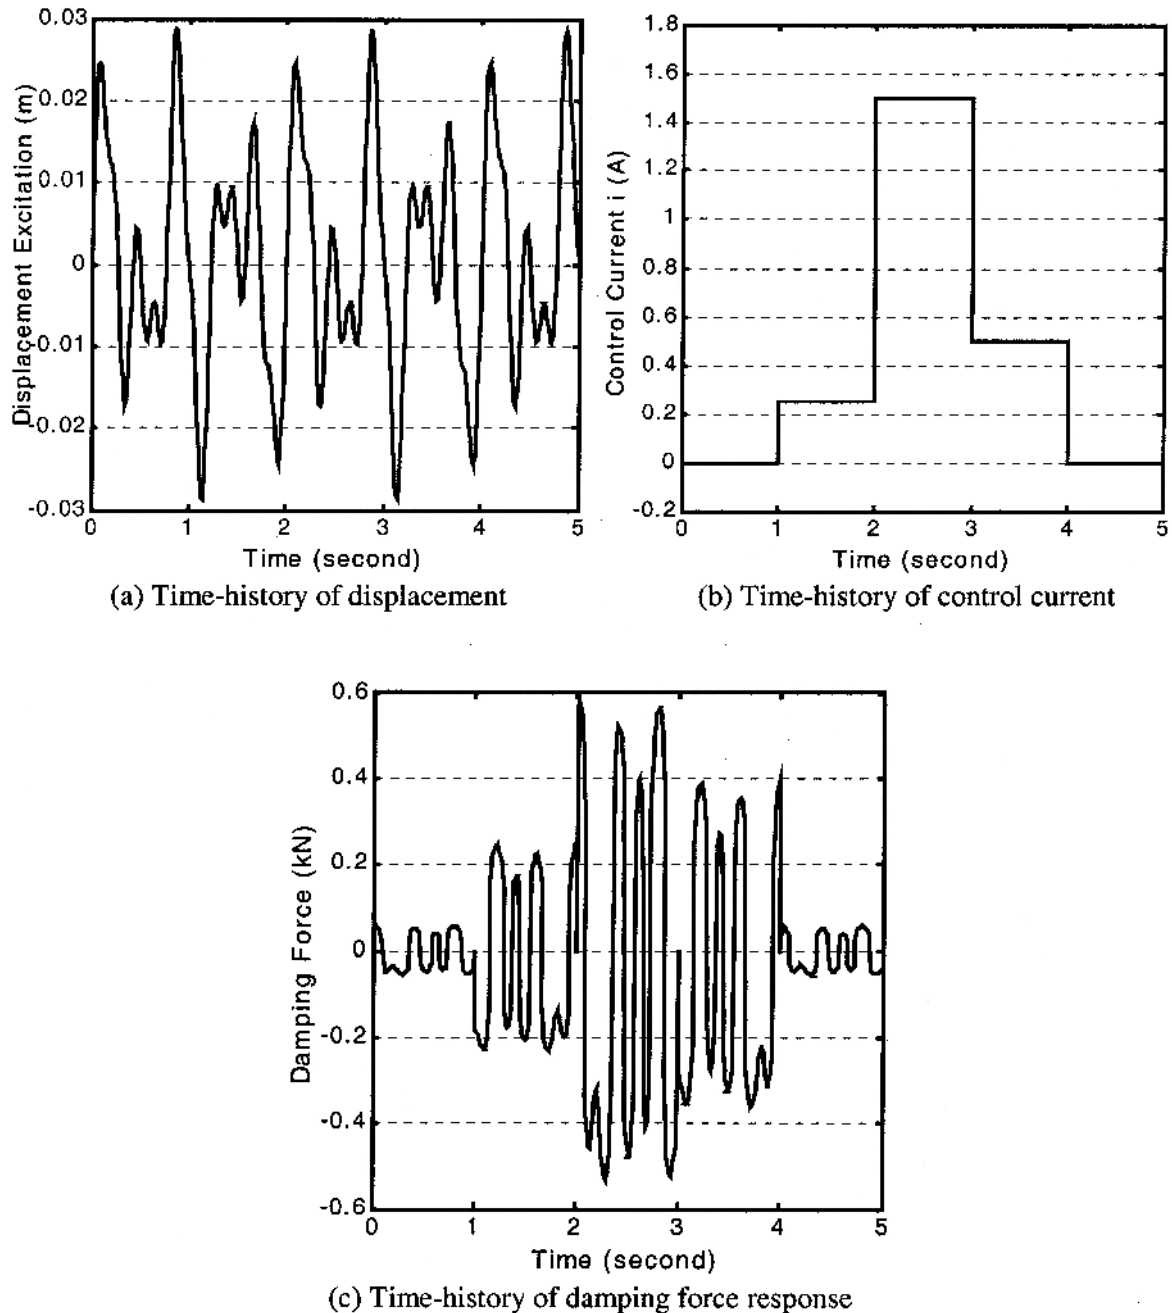 Displacement Excitation (m)
0.03
0.02
0.01
0
-0.01
-0.02
-0.03
0 1 2 3 4 5
Time (second)
(a) Time-history of displacement
Control Current i (A)
1.8
1.6
1.4
1.2
1
0.8
0.6
0.4
0.2
0
-0.2
0 1 2 3 4 5
Time (second)
(b) Time-history of control current
Damping Force (kN)
0.6
0.4
0.2
0
-0.2
-0.4
-0.6
0 1 2 3 4 5
Time (second)
(c) Time-history of damping force response